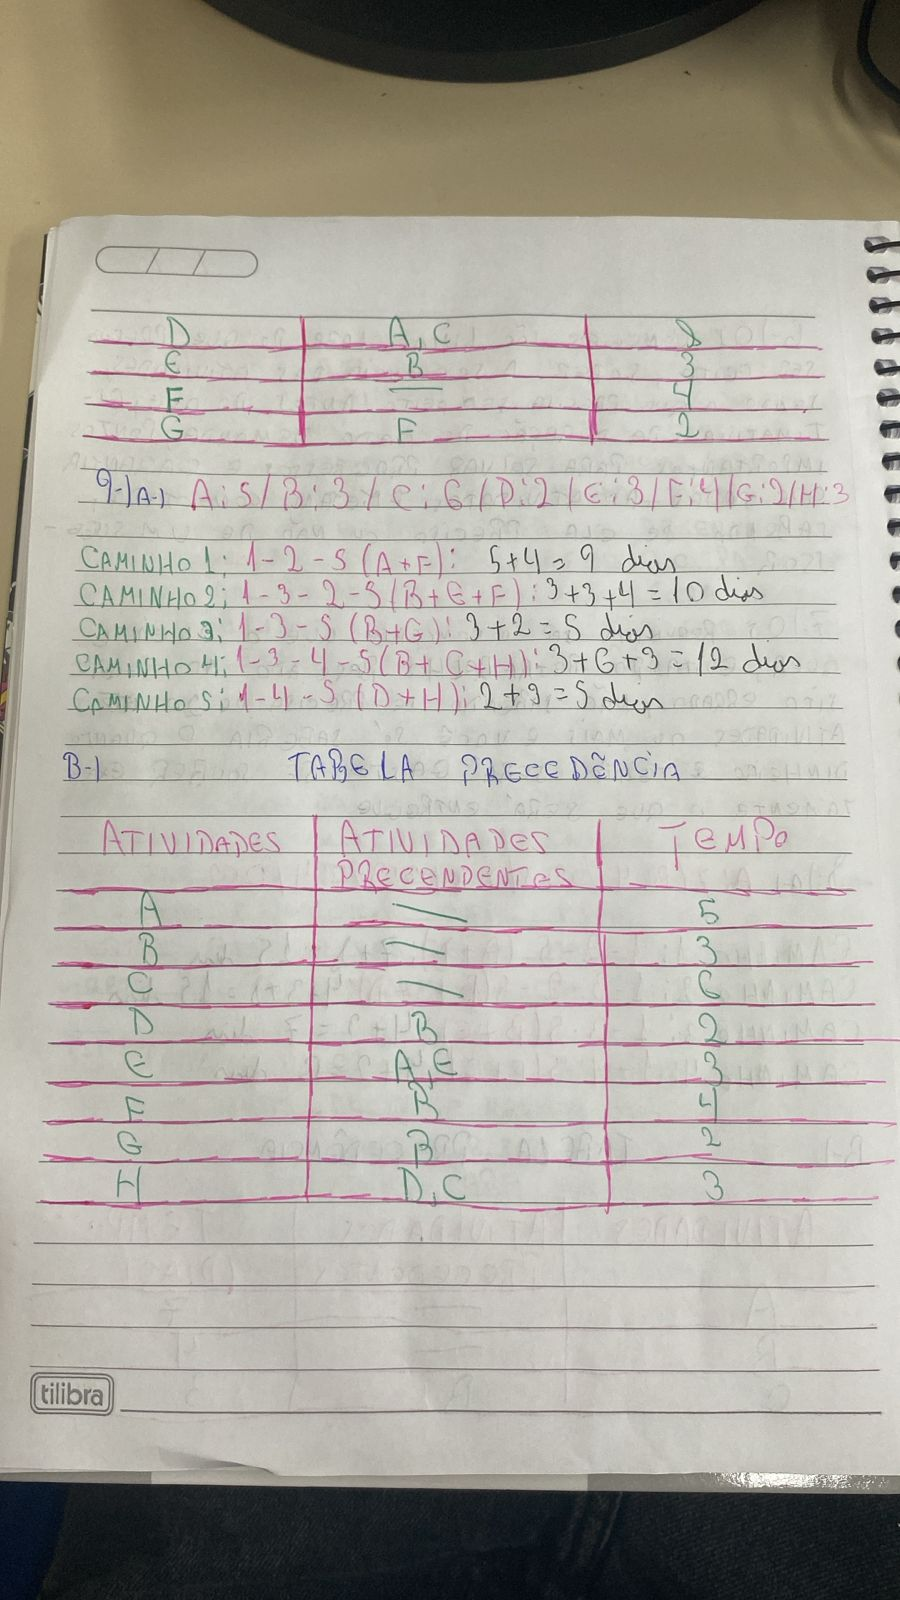 D A, C 8
E B 3
F — 4
G F 2
9-) A-) A:5 / B:3 / C:6 / D:2 / E:3 / F:4 / G:2 / H:3
CAMINHO 1: 1-2-5 (A+F): 5+4=9 dias
CAMINHO 2: 1-3-2-5 (B+E+F): 3+3+4=10 dias
CAMINHO 3: 1-3-5 (B+G): 3+2=5 dias
CAMINHO 4: 1-3-4-5 (B+C+H): 3+6+3=12 dias
CAMINHO 5: 1-4-5 (D+H): 2+3=5 dias
B-) TABELA PRECEDÊNCIA
ATIVIDADES ATIVIDADES TEMPO
PRECENDENTES
A — 5
B — 3
C — 6
D B 2
E A,E 3
F B 4
G B 2
H D,C 3
tilibra